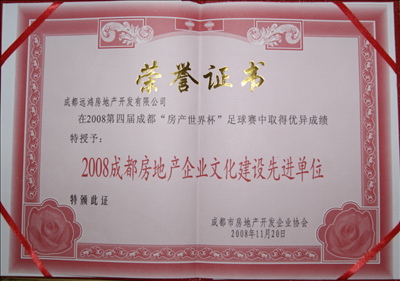 荣誉证书
成都远鸿房地产开发有限公司
在2008第四届成都“房产世界杯”足球赛中取得优异成绩
特授予:
2008成都房地产企业文化建设先进单位
特颁此证
成都市房地产开发企业协会
2008年11月20日